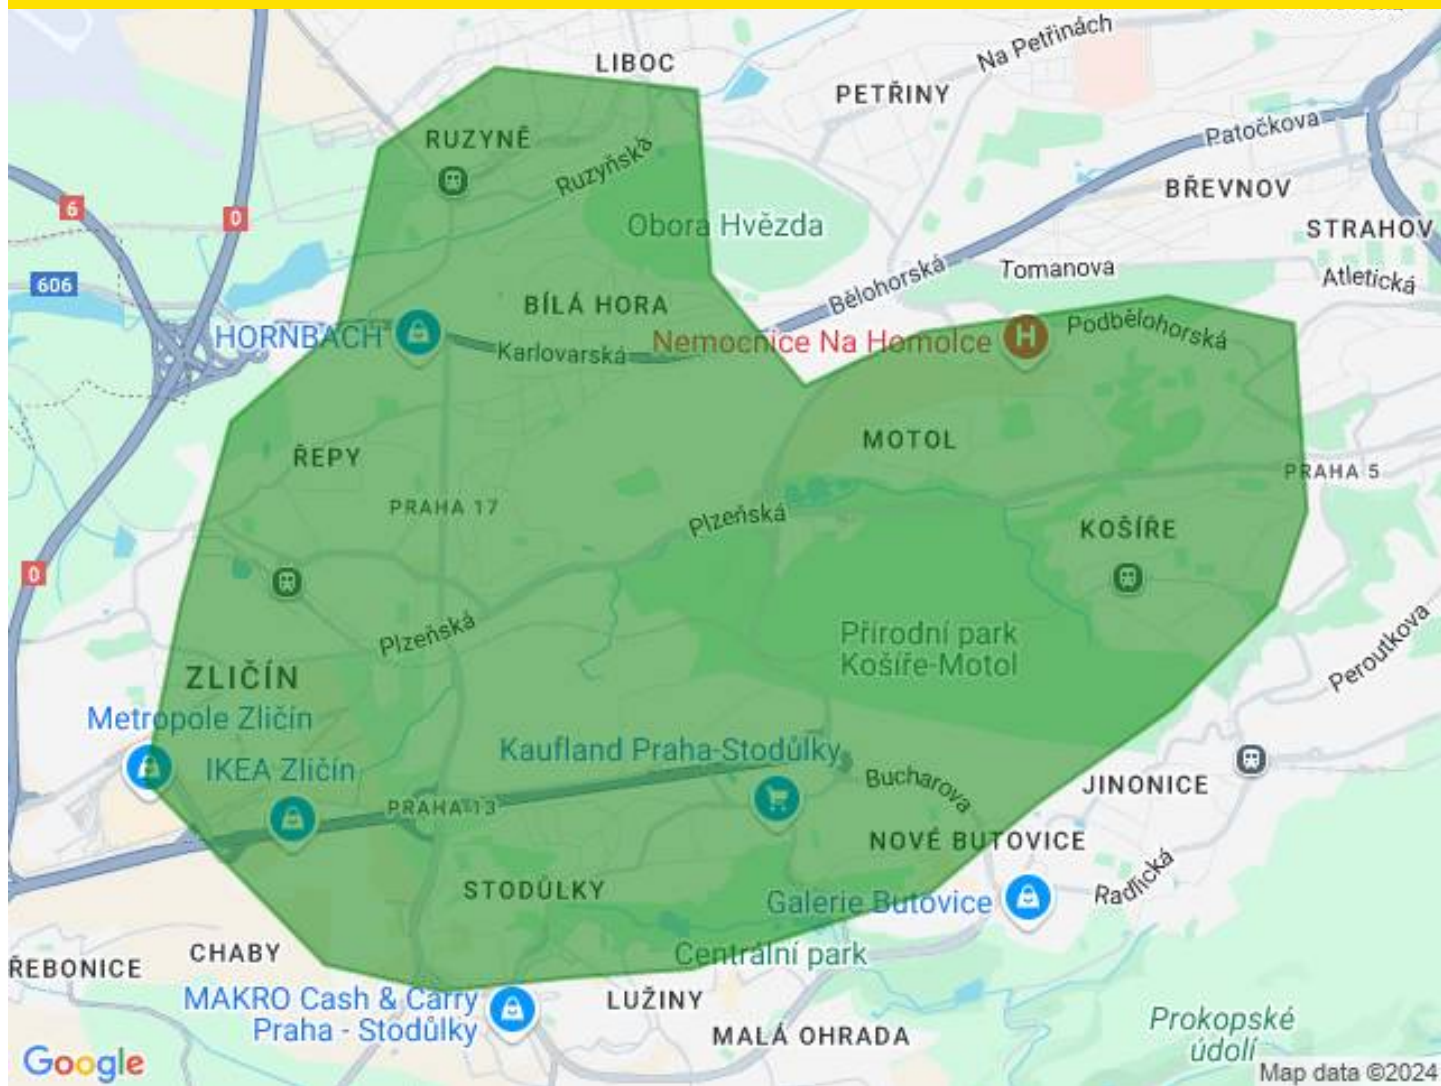 LIBOC
Na Petřinách
PETŘINY
Patočkova
RUZYNĚ
Ruzyňská
BŘEVNOV
6
0
Obora Hvězda
STRAHOV
Bělohorská
Tomanova
Atletická
606
BÍLÁ HORA
HORNBACH
Karlovarská
Nemocnice Na Homolce
H
Podbělohorská
ŘEPY
MOTOL
PRAHA 5
PRAHA 17
Plzeňská
KOŠÍŘE
0
Plzeňská
Přírodní park
Košíře-Motol
Peroutkova
ZLIČÍN
Metropole Zličín
IKEA Zličín
Kaufland Praha-Stodůlky
Bucharova
JINONICE
PRAHA 13
NOVÉ BUTOVICE
STODŮLKY
Galerie Butovice
Radlická
CHABY
Centrální park
ŘEBONICE
MAKRO Cash & Carry
Praha - Stodůlky
LUŽINY
MALÁ OHRADA
Prokopské
údolí
Google
Map data ©2024